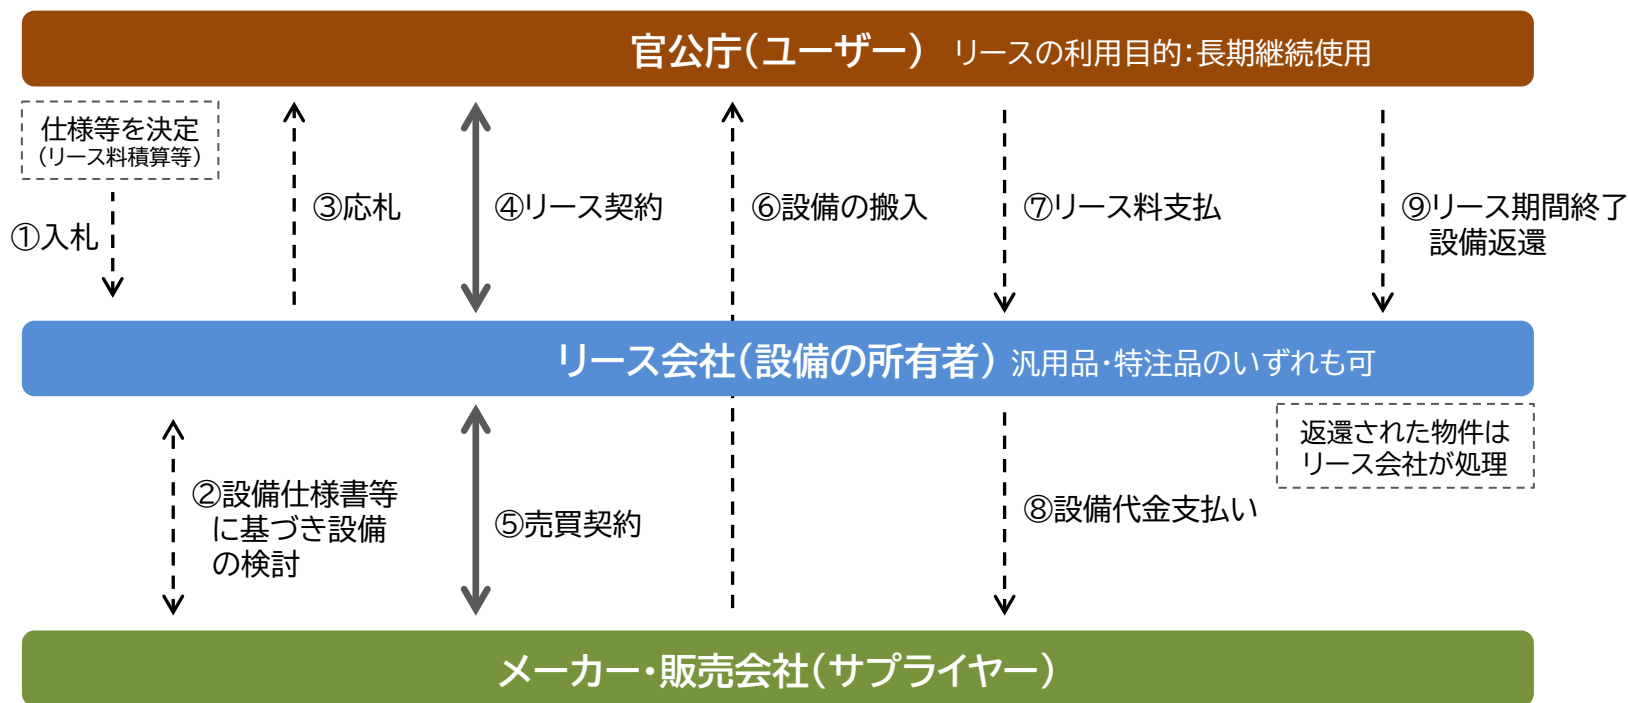 官公庁(ユーザー) リースの利用目的:長期継続使用
仕様等を決定
(リース料積算等)
①入札
③応札
④リース契約
⑥設備の搬入
⑦リース料支払
⑨リース期間終了
設備返還
リース会社(設備の所有者) 汎用品・特注品のいずれも可
②設備仕様書等
に基づき設備
の検討
⑤売買契約
⑧設備代金支払い
返還された物件は
リース会社が処理
メーカー・販売会社(サプライヤー)